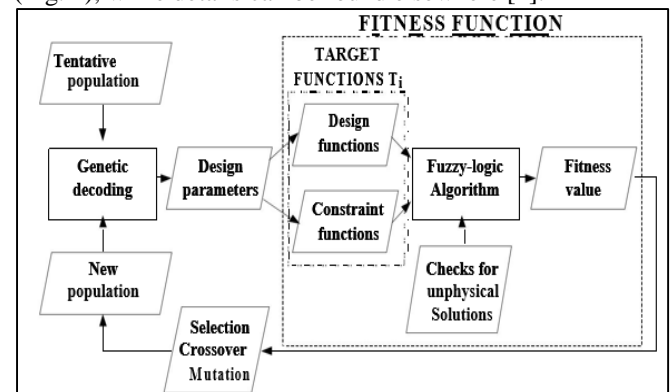 FITNESS FUNCTION
TARGET
FUNCTIONS Ti
Tentative
population
Genetic
decoding
Design
parameters
Design
functions
Constraint
functions
Fuzzy-logic
Algorithm
Fitness
value
Checks for
unphysical
Solutions
New
population
Selection
Crossover
Mutation